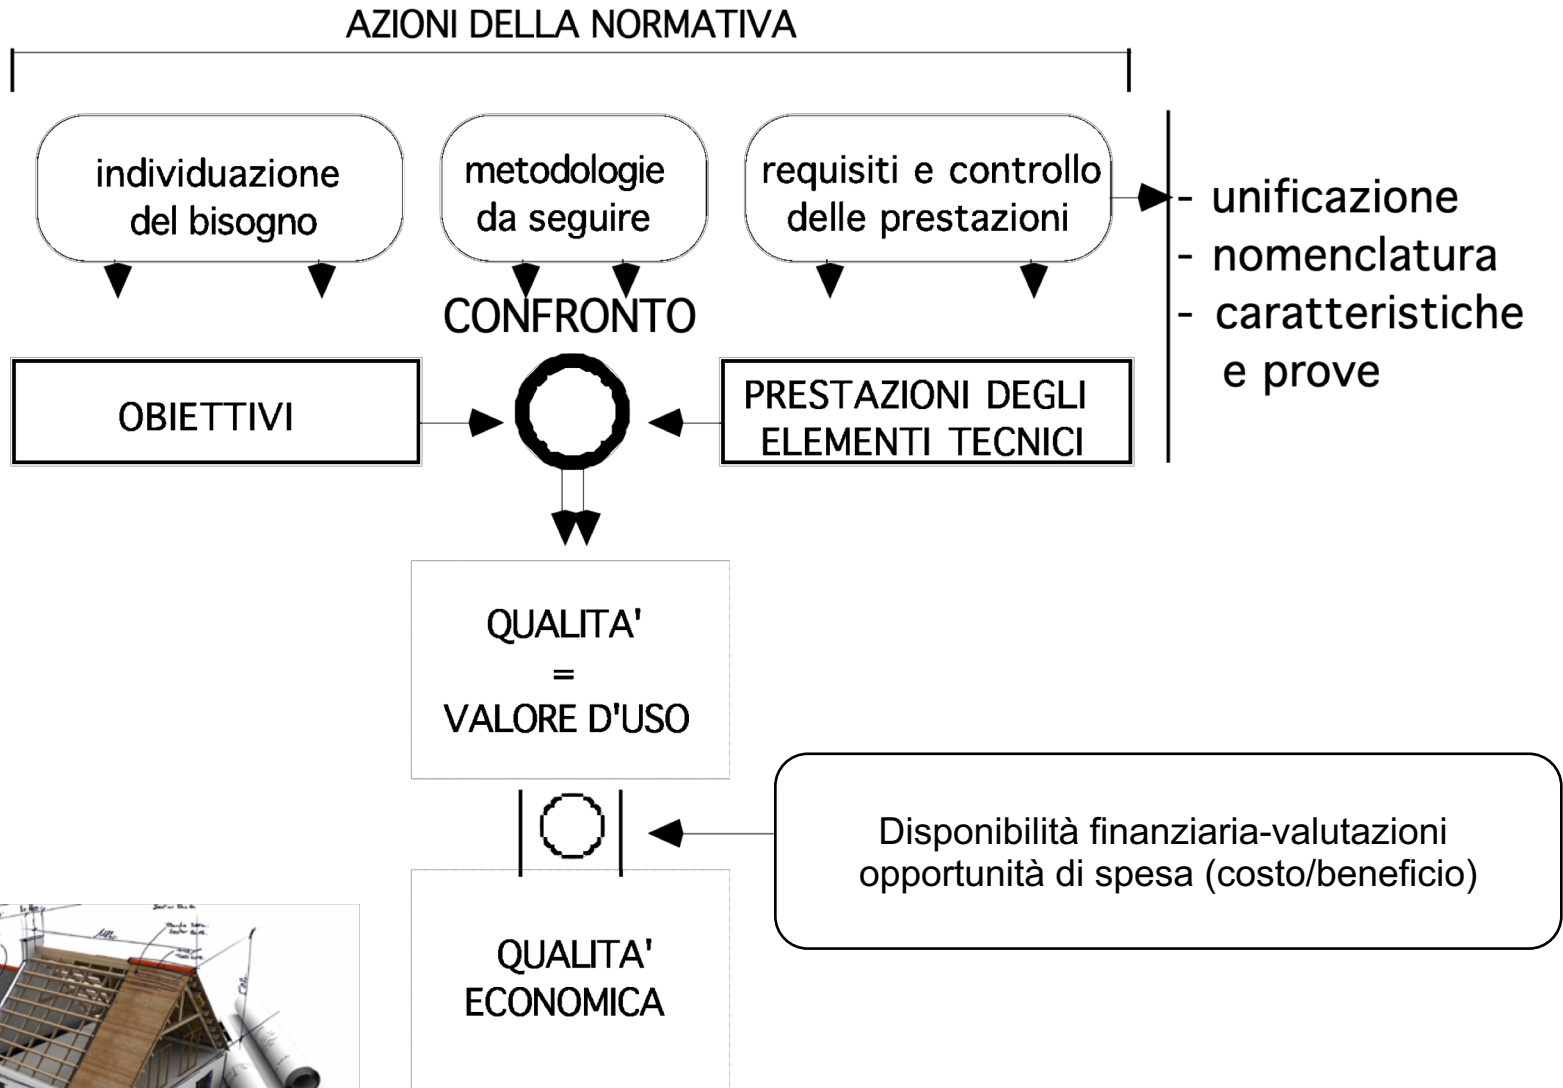 AZIONI DELLA NORMATIVA
individuazione
del bisogno
metodologie
da seguire
requisiti e controllo
delle prestazioni
- unificazione
- nomenclatura
- caratteristiche
e prove
CONFRONTO
OBIETTIVI
PRESTAZIONI DEGLI
ELEMENTI TECNICI
QUALITA'
=
VALORE D'USO
Disponibilità finanziaria-valutazioni
opportunità di spesa (costo/beneficio)
QUALITA'
ECONOMICA